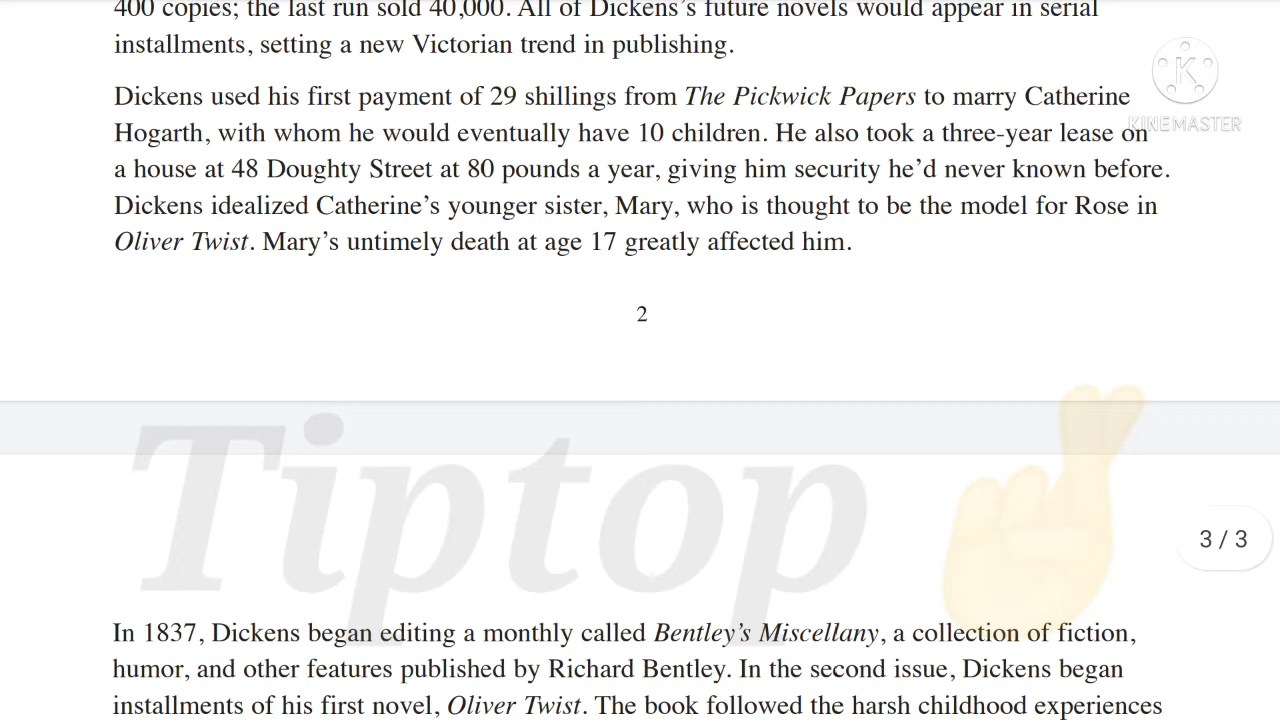 400 copies; the last run sold 40,000. All of Dickens's future novels would appear in serial
installments, setting a new Victorian trend in publishing.
Dickens used his first payment of 29 shillings from The Pickwick Papers to marry Catherine
Hogarth, with whom he would eventually have 10 children. He also took a three-year lease on
a house at 48 Doughty Street at 80 pounds a year, giving him security he’d never known before.
Dickens idealized Catherine’s younger sister, Mary, who is thought to be the model for Rose in
Oliver Twist. Mary’s untimely death at age 17 greatly affected him.
K
KINEMASTER
2
Tiptop
3 / 3
In 1837, Dickens began editing a monthly called Bentley’s Miscellany, a collection of fiction,
humor, and other features published by Richard Bentley. In the second issue, Dickens began
installments of his first novel, Oliver Twist. The book followed the harsh childhood experiences